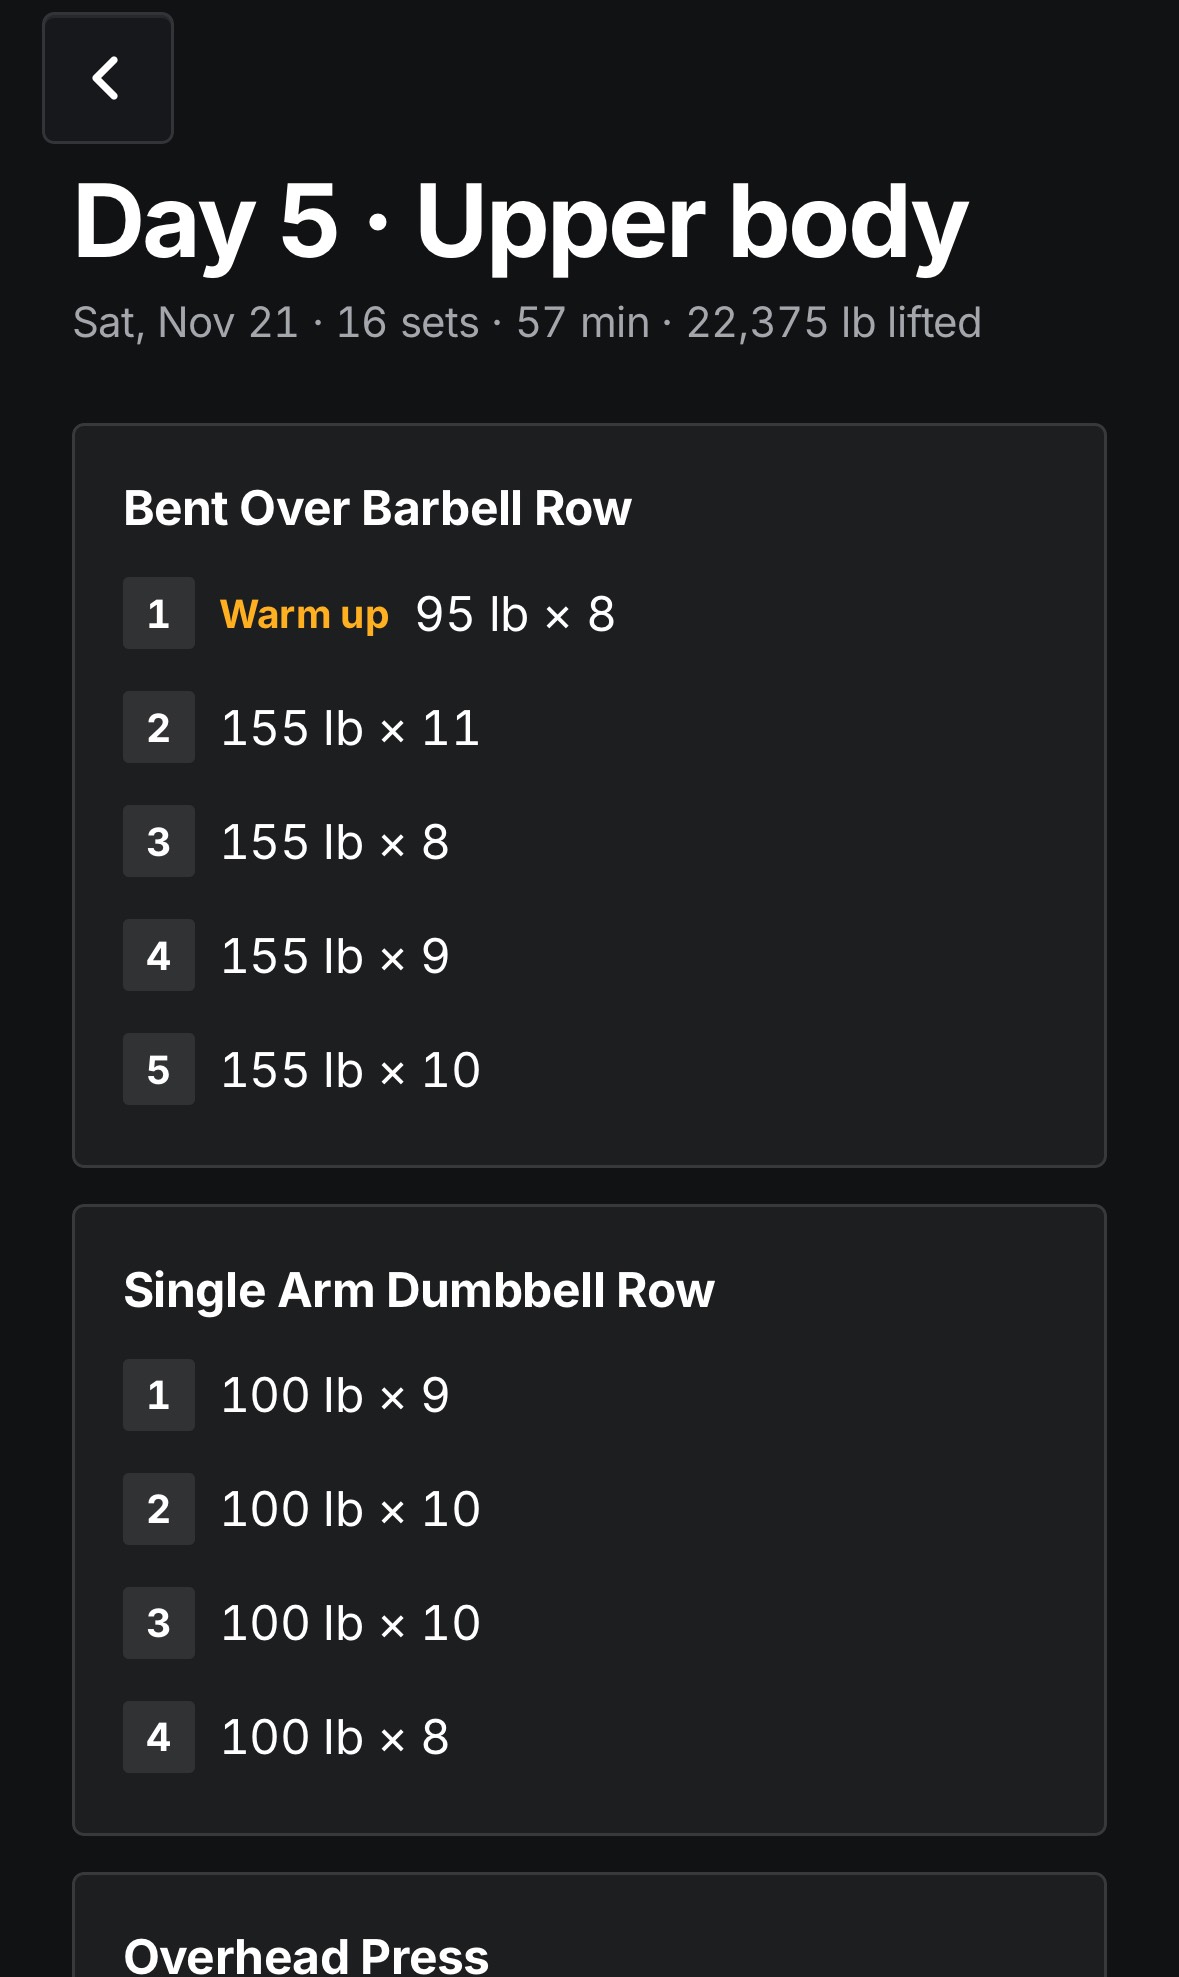 Day 5 · Upper body
Sat, Nov 21 · 16 sets · 57 min · 22,375 lb lifted
Bent Over Barbell Row
1 Warm up 95 lb × 8
2 155 lb × 11
3 155 lb × 8
4 155 lb × 9
5 155 lb × 10
Single Arm Dumbbell Row
1 100 lb × 9
2 100 lb × 10
3 100 lb × 10
4 100 lb × 8
Overhead Press